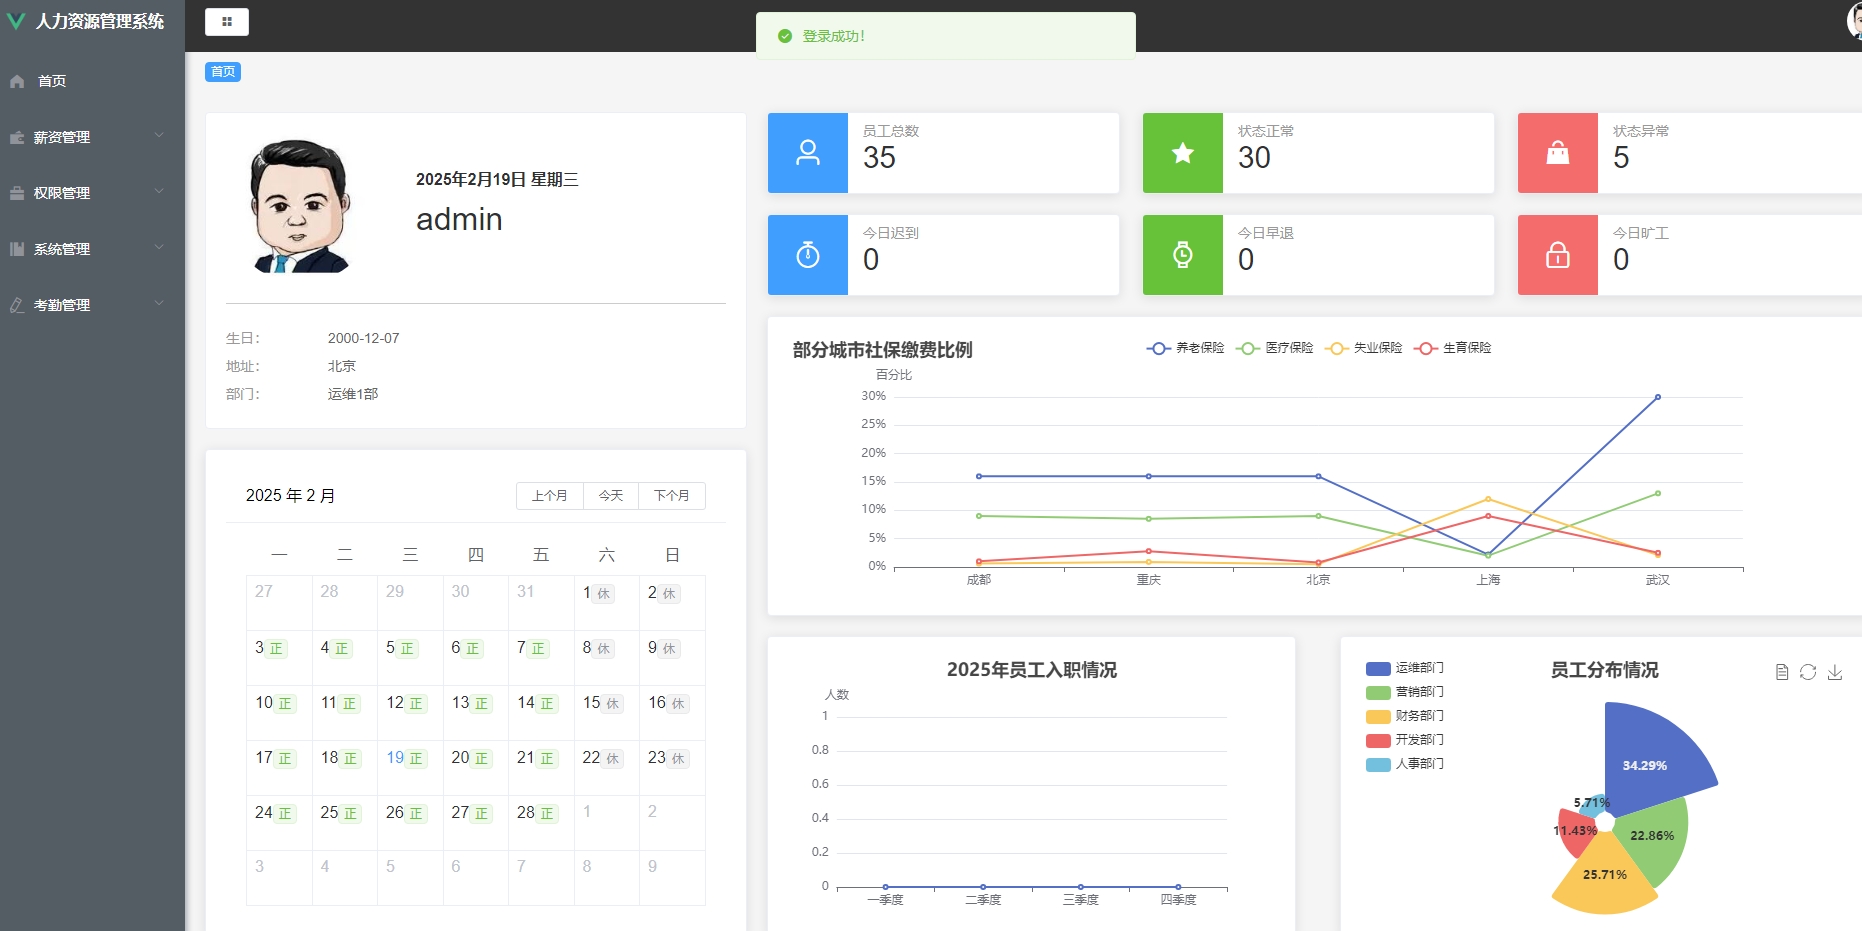 人力资源管理系统
首页
薪资管理
权限管理
系统管理
考勤管理
登录成功！
首页
2025年2月19日 星期三
admin
生日： 2000-12-07
地址： 北京
部门： 运维1部
2025 年 2 月
上个月 今天 下个月
一 二 三 四 五 六 日
27 28 29 30 31 1 休 2 休
3 正 4 正 5 正 6 正 7 正 8 休 9 休
10 正 11 正 12 正 13 正 14 正 15 休 16 休
17 正 18 正 19 正 20 正 21 正 22 休 23 休
24 正 25 正 26 正 27 正 28 正 1 2
3 4 5 6 7 8 9
员工总数
35
状态正常
30
状态异常
5
今日迟到
0
今日早退
0
今日旷工
0
部分城市社保缴费比例
养老保险 医疗保险 失业保险 生育保险
百分比
30%
25%
20%
15%
10%
5%
0%
成都 重庆 北京 上海 武汉
2025年员工入职情况
人数
1
0.8
0.6
0.4
0.2
0
一季度 二季度 三季度 四季度
员工分布情况
运维部门
营销部门
财务部门
开发部门
人事部门
34.29%
22.86%
25.71%
11.43%
5.71%